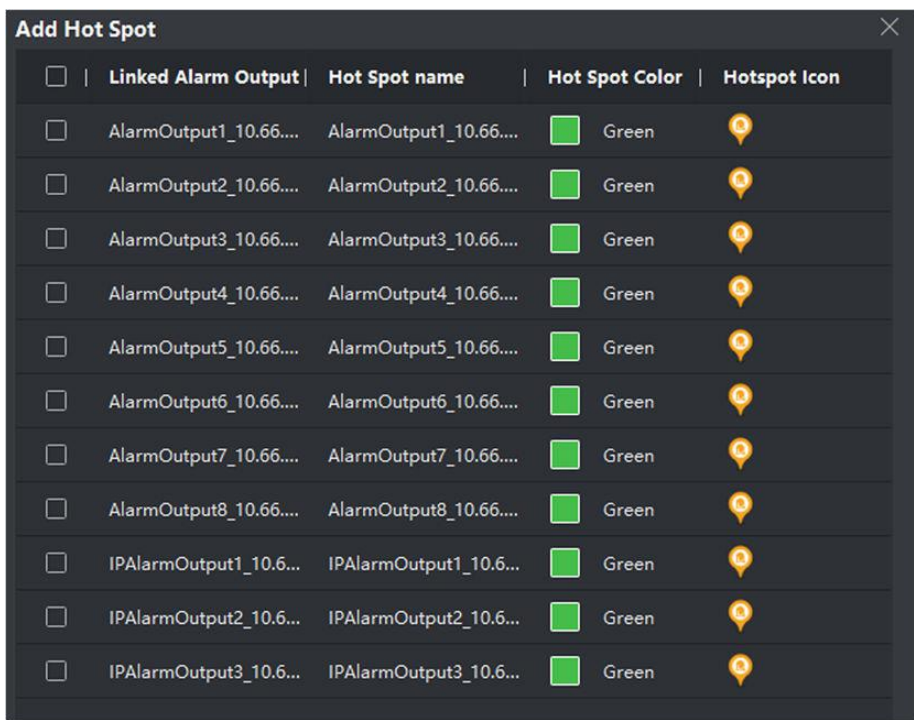 Add Hot Spot
Linked Alarm Output Hot Spot name Hot Spot Color Hotspot Icon
AlarmOutput1_10.66.... AlarmOutput1_10.66.... Green
AlarmOutput2_10.66.... AlarmOutput2_10.66.... Green
AlarmOutput3_10.66.... AlarmOutput3_10.66.... Green
AlarmOutput4_10.66.... AlarmOutput4_10.66.... Green
AlarmOutput5_10.66.... AlarmOutput5_10.66.... Green
AlarmOutput6_10.66.... AlarmOutput6_10.66.... Green
AlarmOutput7_10.66.... AlarmOutput7_10.66.... Green
AlarmOutput8_10.66.... AlarmOutput8_10.66.... Green
IPAlarmOutput1_10.6... IPAlarmOutput1_10.6... Green
IPAlarmOutput2_10.6... IPAlarmOutput2_10.6... Green
IPAlarmOutput3_10.6... IPAlarmOutput3_10.6... Green